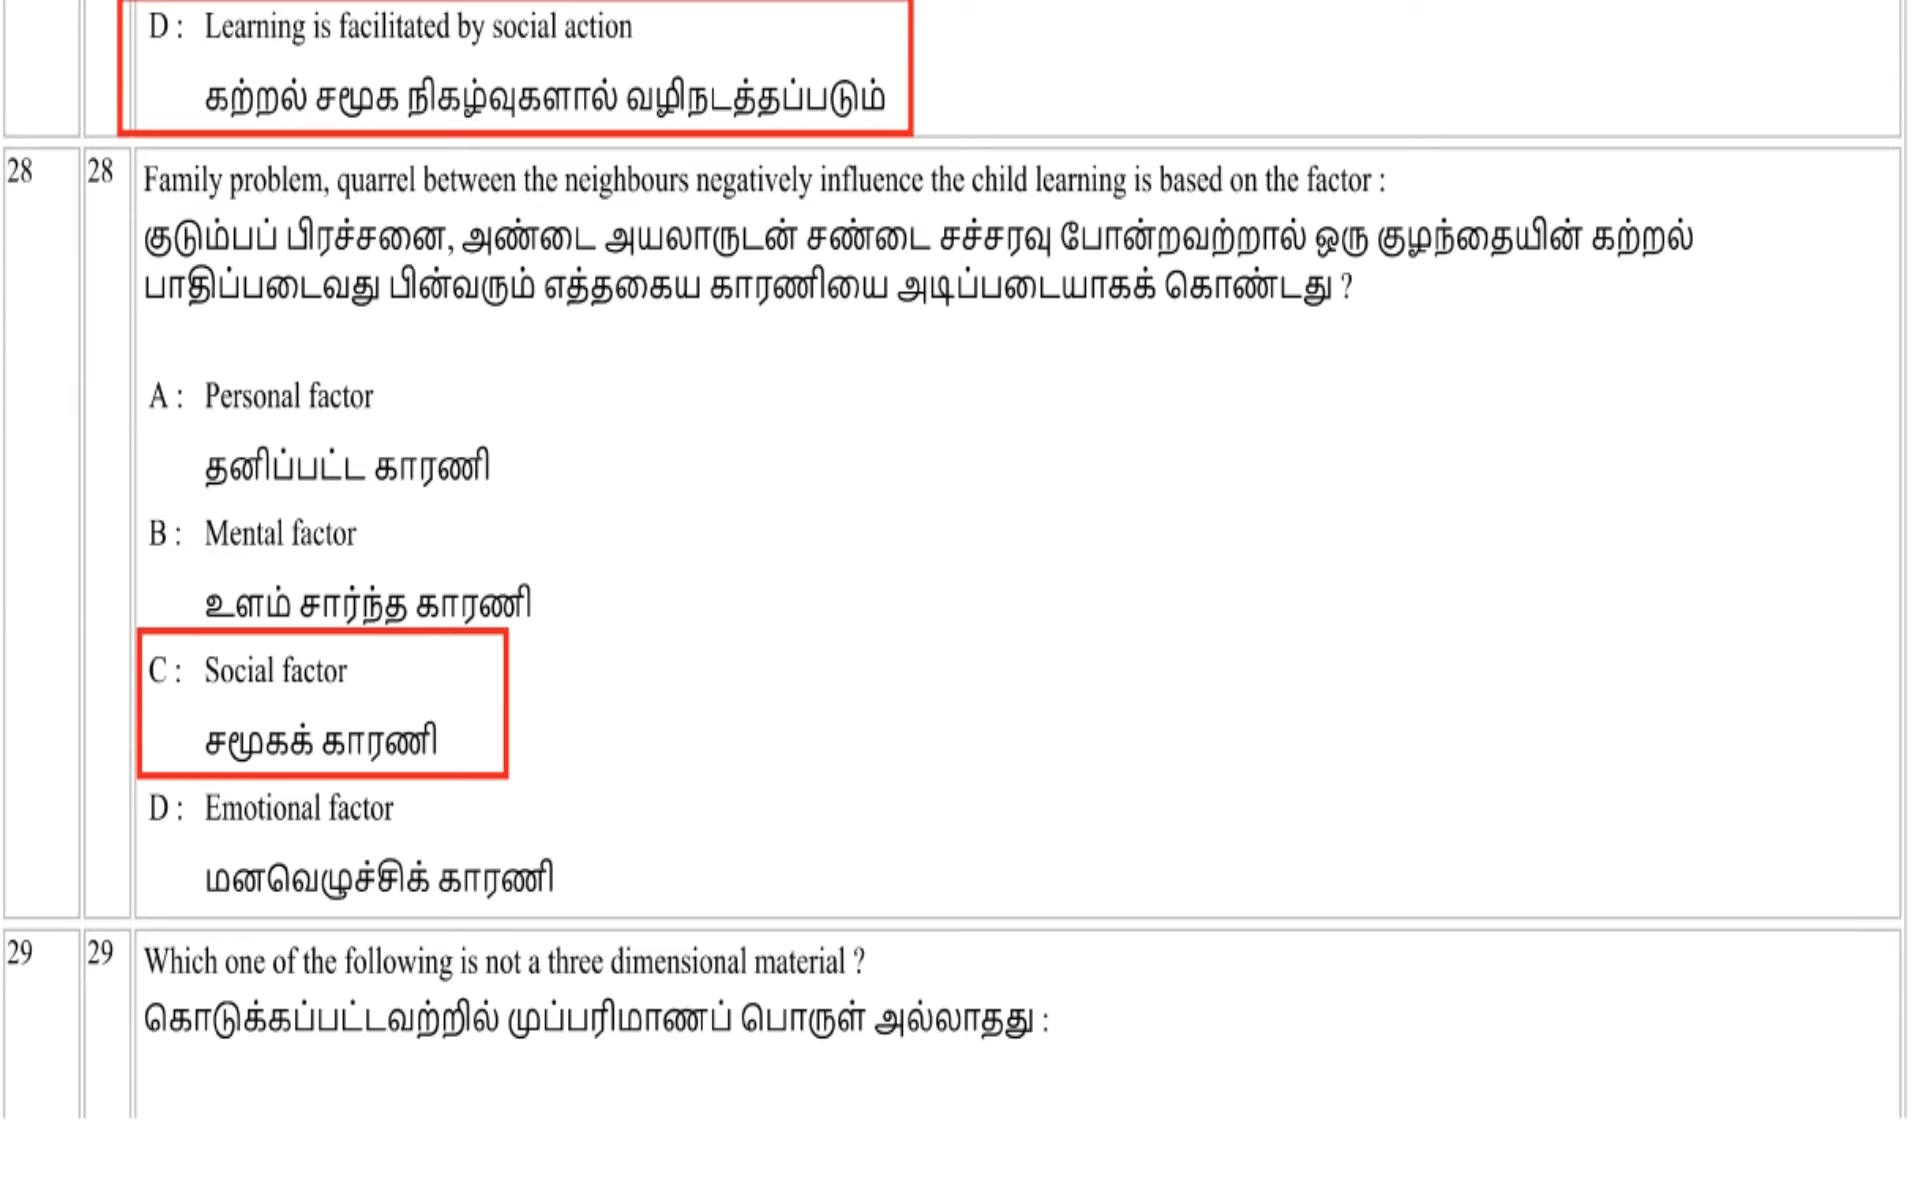 D : Learning is facilitated by social action
கற்றல் சமூக நிகழ்வுகளால் வழிநடத்தப்படும்
28 28 Family problem, quarrel between the neighbours negatively influence the child learning is based on the factor :
குடும்பப் பிரச்சனை, அண்டை அயலாருடன் சண்டை சச்சரவு போன்றவற்றால் ஒரு குழந்தையின் கற்றல்
பாதிப்படைவது பின்வரும் எத்தகைய காரணியை அடிப்படையாகக் கொண்டது ?
A : Personal factor
தனிப்பட்ட காரணி
B : Mental factor
உளம் சார்ந்த காரணி
C : Social factor
சமூகக் காரணி
D : Emotional factor
மனவெழுச்சிக் காரணி
29 29 Which one of the following is not a three dimensional material ?
கொடுக்கப்பட்டவற்றில் முப்பரிமாணப் பொருள் அல்லாதது :